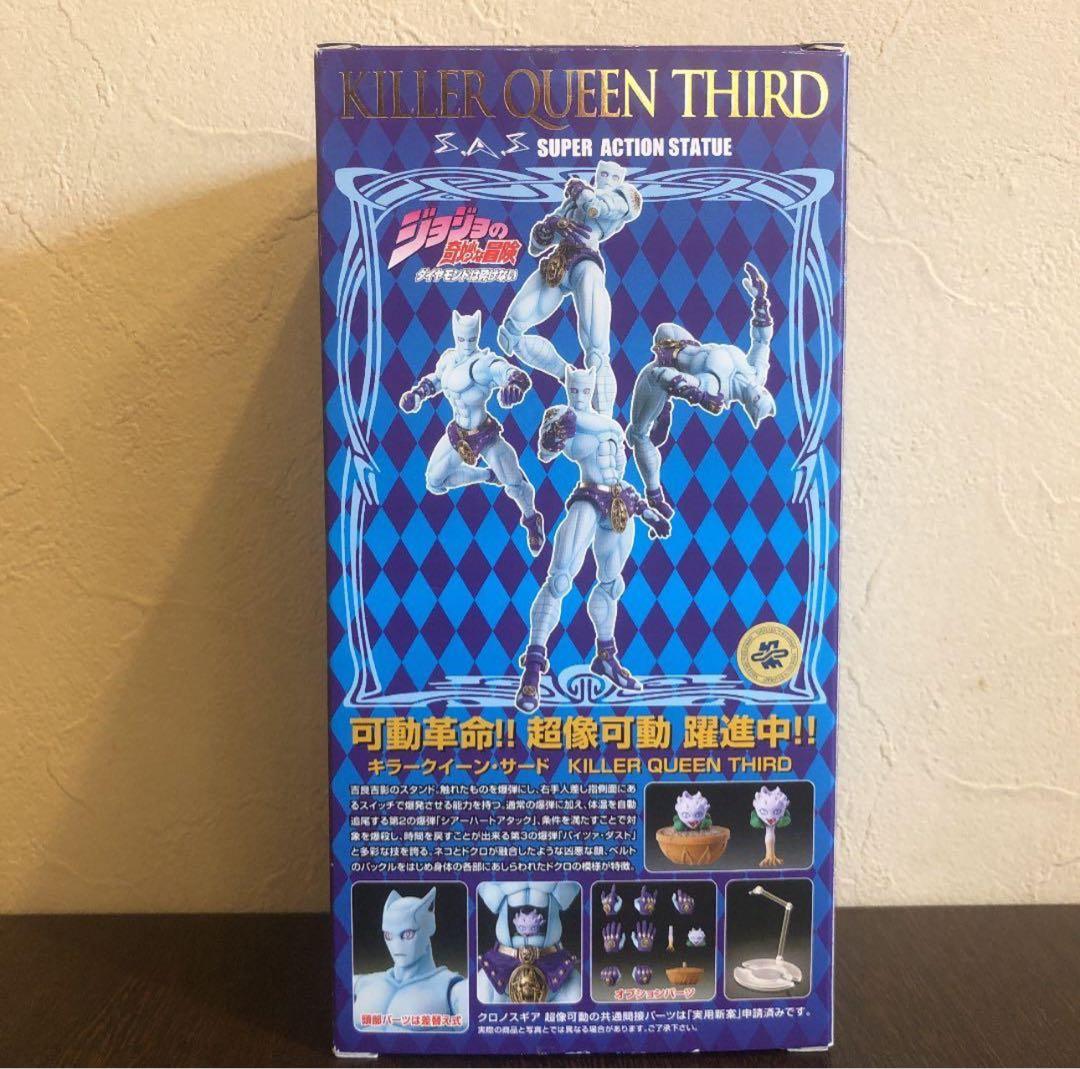 KILLER QUEEN THIRD
S.A.S SUPER ACTION STATUE
ジョジョの
奇妙な冒険
ダイヤモンドは砕けない
可動革命!! 超像可動 躍進中!!
キラークイーン・サード KILLER QUEEN THIRD
吉良吉影のスタンド。触れたものを爆弾にし、右手人差し指側面にあ
るスイッチで爆発させる能力を持つ。通常の爆弾に加え、体温を自動
追尾する第2の爆弾「シアーハートアタック」、条件を満たすことで対
象を爆殺し、時間を戻すことが出来る第3の爆弾「バイツァ・ダスト」
と多彩な技を誇る。ネコとドクロが融合したような凶悪な顔、ベルト
のバックルをはじめ身体の各部にあしらわれたドクロの模様が特徴。
頭部パーツは差替え式
オプションパーツ
クロノスギア 超像可動の共通間接パーツは「実用新案」申請済みです。
実際の商品と写真とでは異なる場合があります。ご了承下さい。